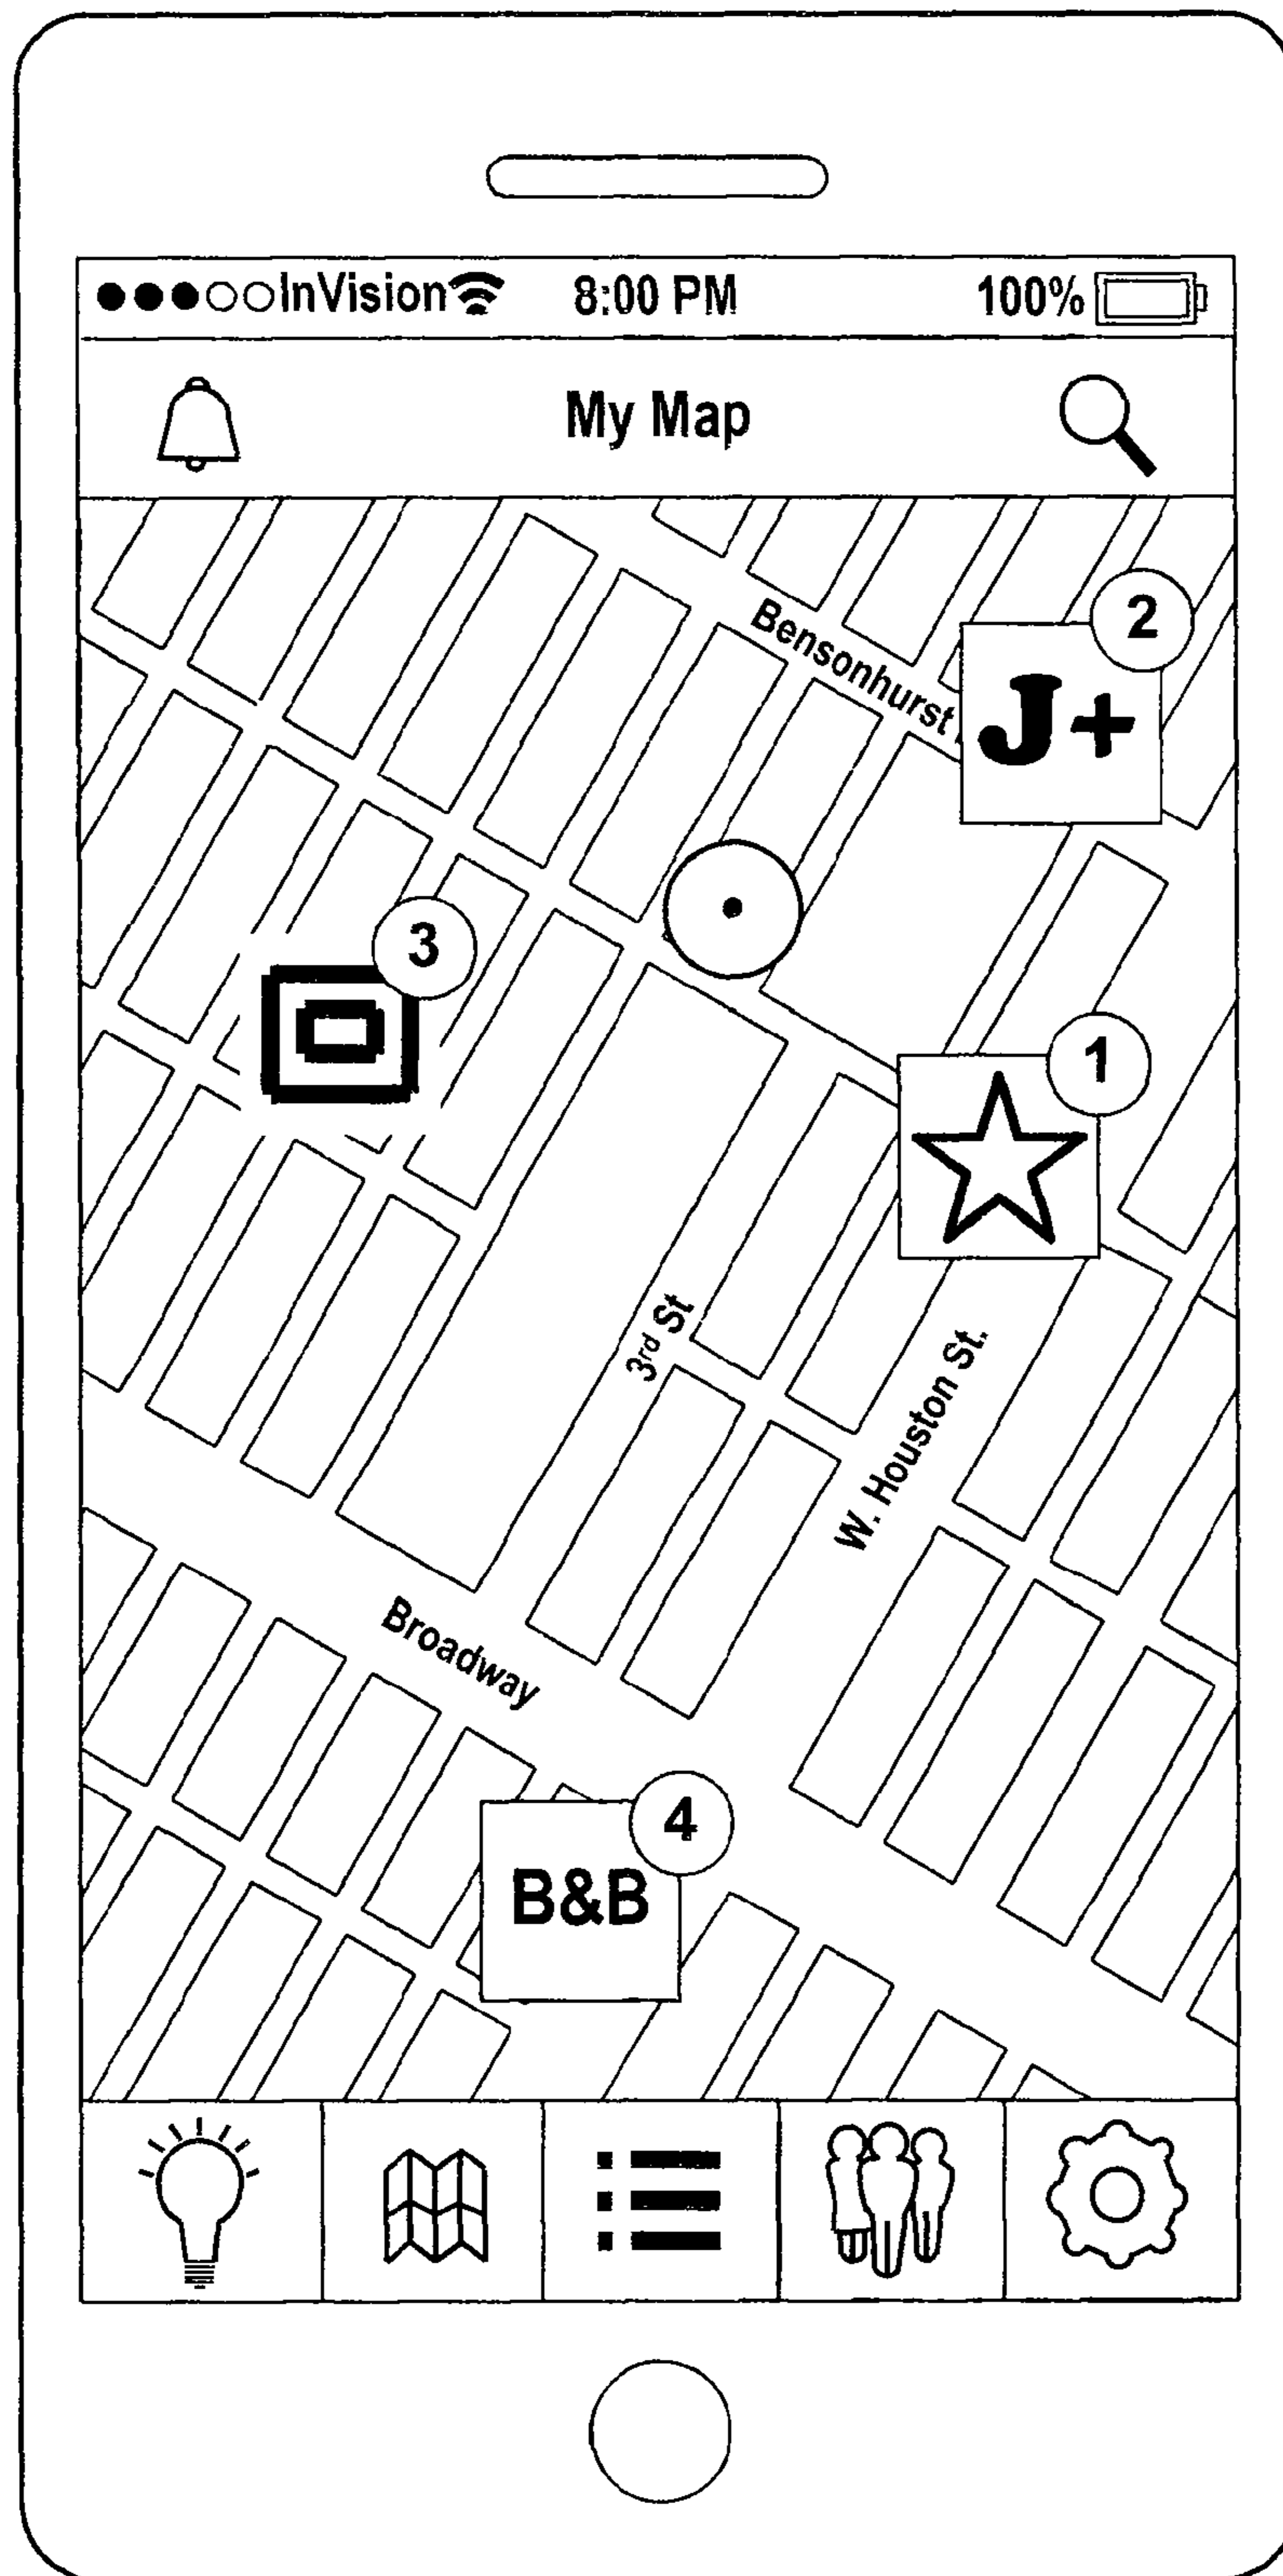 InVision 8:00 PM 100%
My Map
Bensonhurst
2
J+
3
1
3rd St
W. Houston St.
Broadway
4
B&B